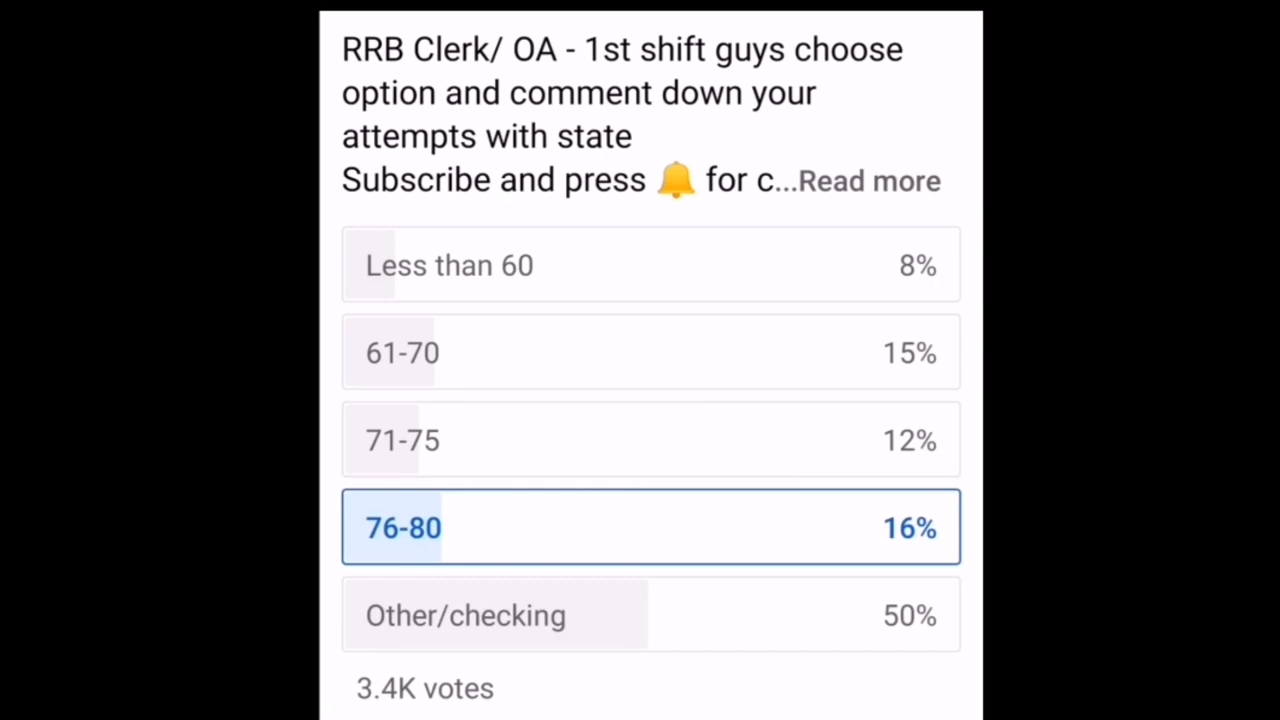 RRB Clerk/ OA - 1st shift guys choose
option and comment down your
attempts with state
Subscribe and press 🔔 for c...Read more
Less than 60 8%
61-70 15%
71-75 12%
76-80 16%
Other/checking 50%
3.4K votes